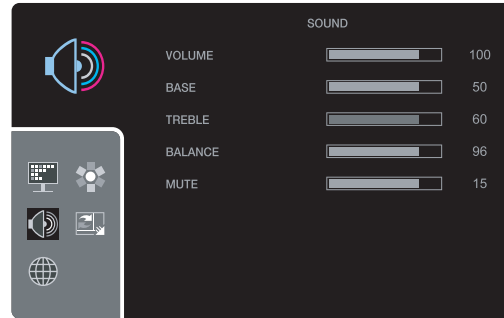 SOUND
VOLUME 100
BASE 50
TREBLE 60
BALANCE 96
MUTE 15